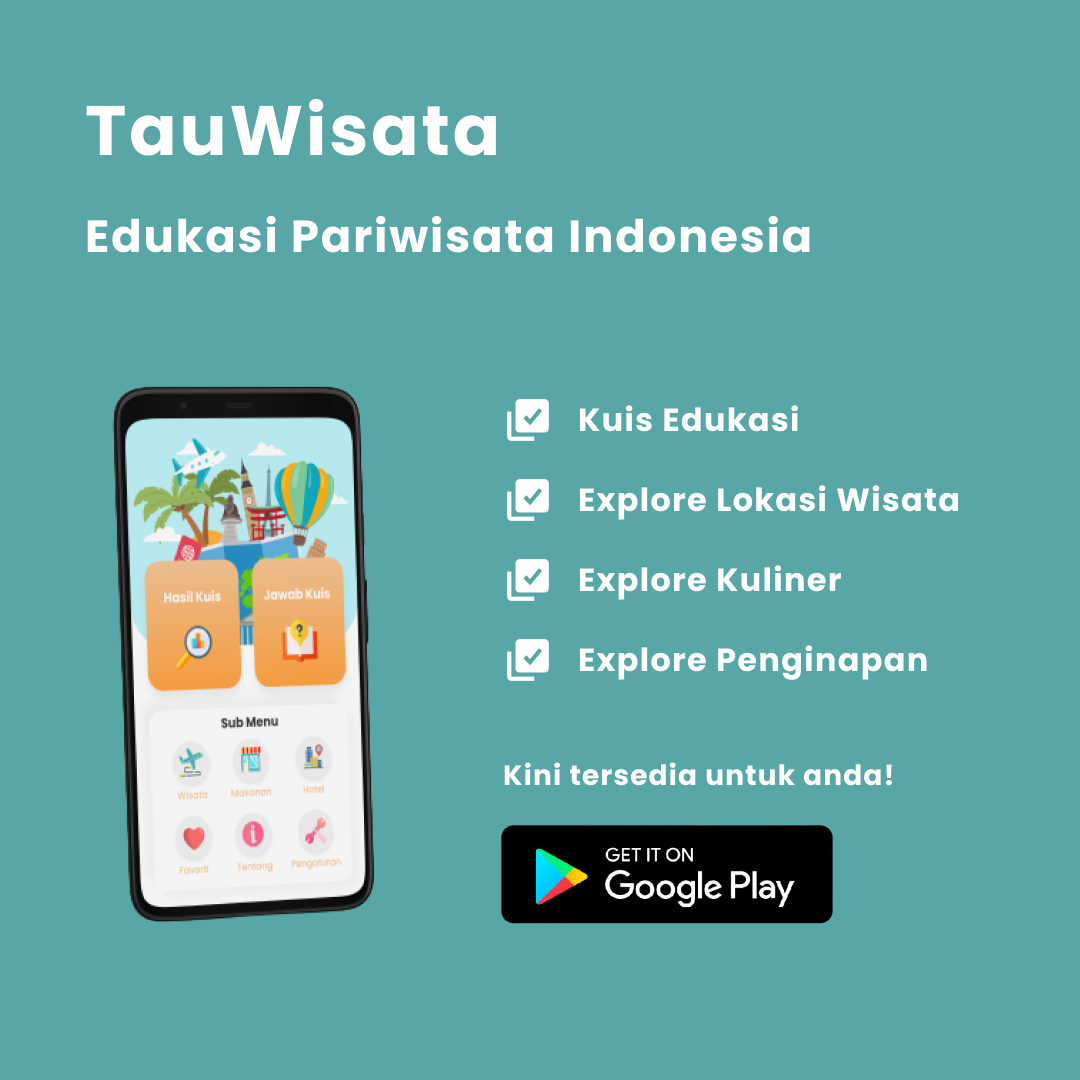 TauWisata
Edukasi Pariwisata Indonesia
Hasil Kuis
Jawab Kuis
Sub Menu
Wisata
Makanan
Hotel
Favorit
Tentang
Pengaturan
Kuis Edukasi
Explore Lokasi Wisata
Explore Kuliner
Explore Penginapan
Kini tersedia untuk anda!
GET IT ON
Google Play